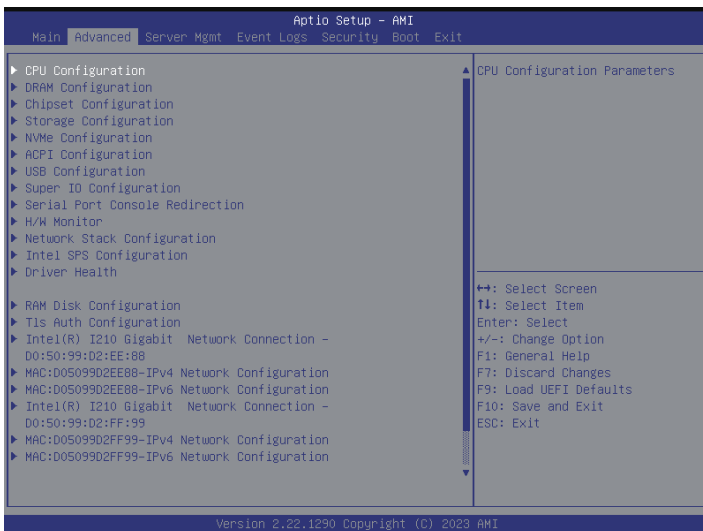 Aptio Setup – AMI
Main Advanced Server Mgmt Event Logs Security Boot Exit
CPU Configuration
DRAM Configuration
Chipset Configuration
Storage Configuration
NVMe Configuration
ACPI Configuration
USB Configuration
Super IO Configuration
Serial Port Console Redirection
H/W Monitor
Network Stack Configuration
Intel SPS Configuration
Driver Health
RAM Disk Configuration
Tls Auth Configuration
Intel(R) I210 Gigabit  Network Connection –
D0:50:99:D2:EE:88
MAC:D05099D2EE88-IPv4 Network Configuration
MAC:D05099D2EE88-IPv6 Network Configuration
Intel(R) I210 Gigabit  Network Connection –
D0:50:99:D2:FF:99
MAC:D05099D2FF99-IPv4 Network Configuration
MAC:D05099D2FF99-IPv6 Network Configuration
CPU Configuration Parameters
↔: Select Screen
↑↓: Select Item
Enter: Select
+/-: Change Option
F1: General Help
F7: Discard Changes
F9: Load UEFI Defaults
F10: Save and Exit
ESC: Exit
Version 2.22.1290 Copyright (C) 2023 AMI